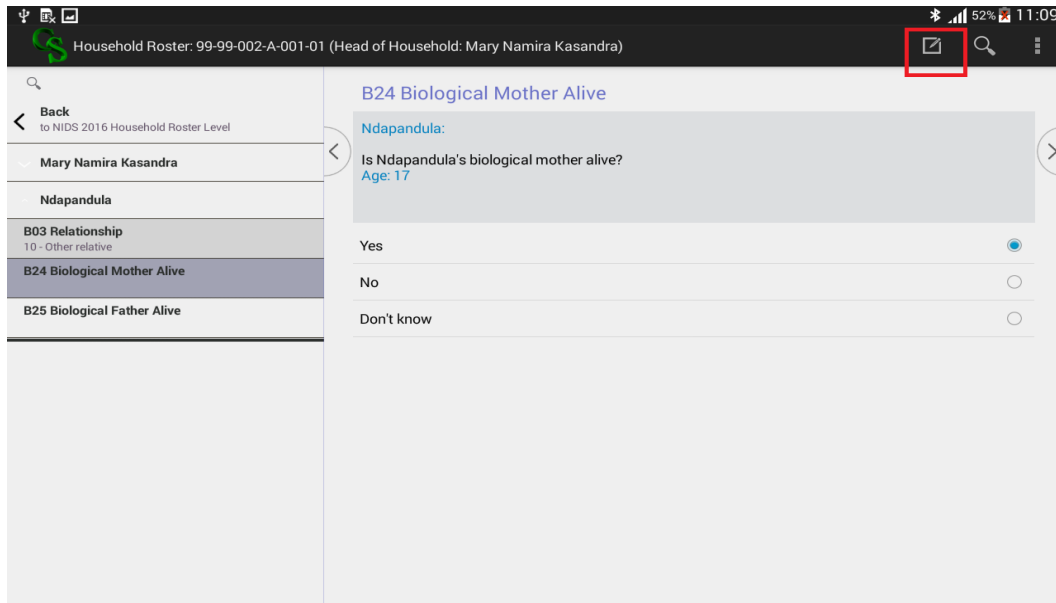 52% 11:09
CS
Household Roster: 99-99-002-A-001-01 (Head of Household: Mary Namira Kasandra)
Back
to NIDS 2016 Household Roster Level
Mary Namira Kasandra
Ndapandula
B03 Relationship
10 - Other relative
B24 Biological Mother Alive
B25 Biological Father Alive
B24 Biological Mother Alive
Ndapandula:
Is Ndapandula's biological mother alive?
Age: 17
Yes
No
Don't know